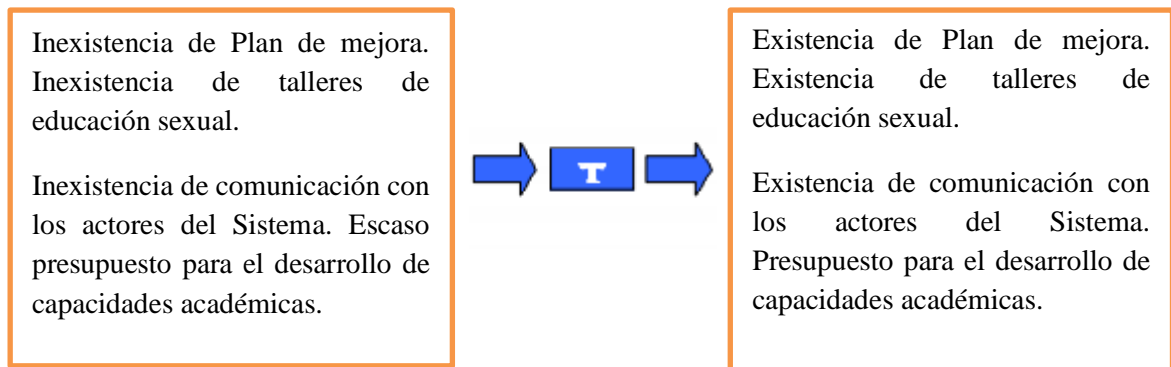 Inexistencia de Plan de mejora.
Inexistencia de talleres de
educación sexual.
Inexistencia de comunicación con
los actores del Sistema. Escaso
presupuesto para el desarrollo de
capacidades académicas.
T
Existencia de Plan de mejora.
Existencia de talleres de
educación sexual.
Existencia de comunicación con
los actores del Sistema.
Presupuesto para el desarrollo de
capacidades académicas.